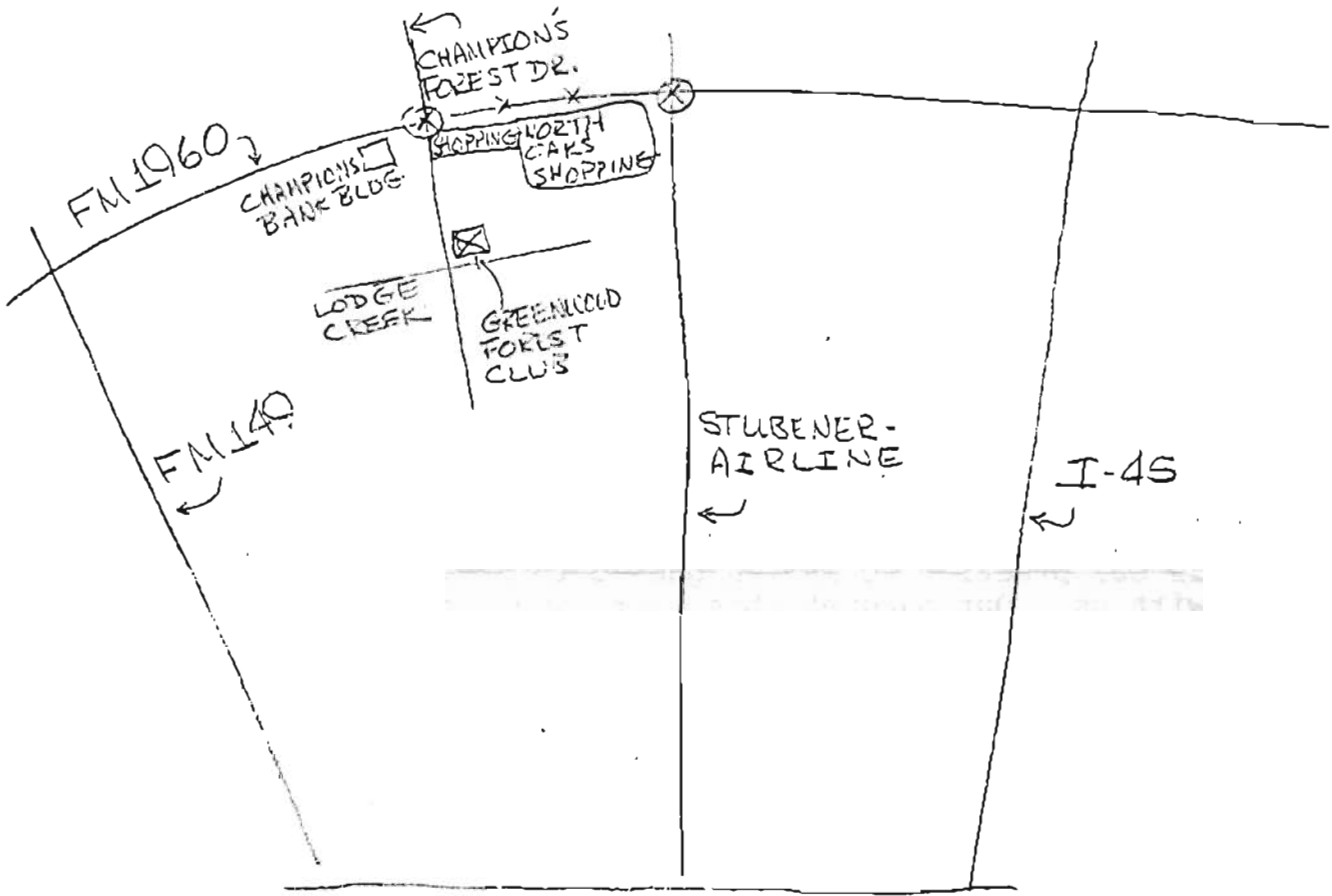 CHAMPION'S
FOREST DR.
FM 1960
SHOPPING
NORTH
OAKS
SHOPPING
CHAMPIONS
BANK BLDG.
LODGE
CREEK
GREENWOOD
FOREST
CLUB
FM 149
STUBENER-
AIRLINE
I-45